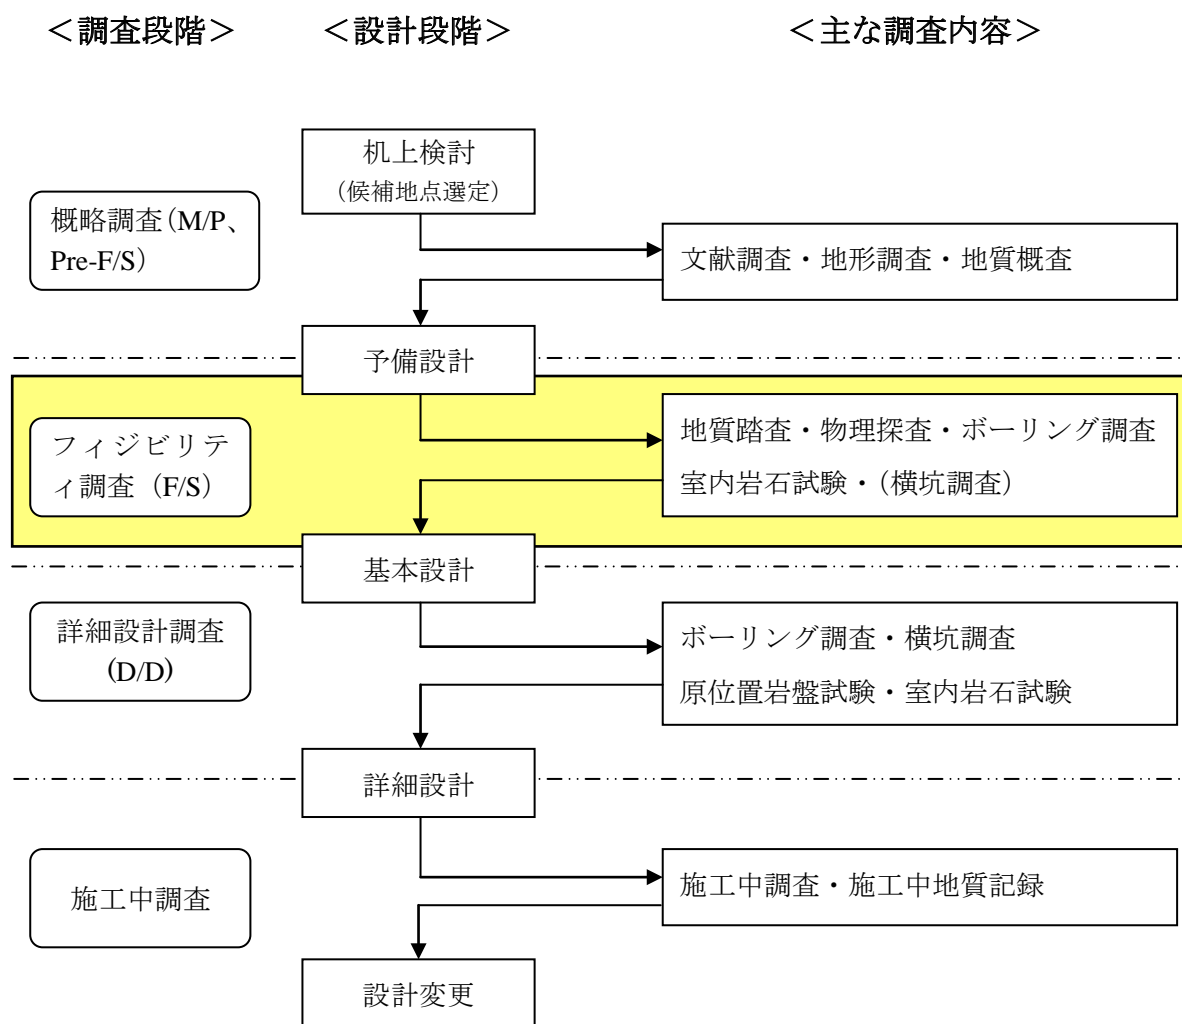 ＜調査段階＞ ＜設計段階＞ ＜主な調査内容＞
机上検討
（候補地点選定）
概略調査（M/P、
Pre-F/S）
文献調査・地形調査・地質概査
予備設計
フィジビリテ
ィ調査（F/S）
地質踏査・物理探査・ボーリング調査
室内岩石試験・（横坑調査）
基本設計
詳細設計調査
(D/D)
ボーリング調査・横坑調査
原位置岩盤試験・室内岩石試験
詳細設計
施工中調査
施工中調査・施工中地質記録
設計変更